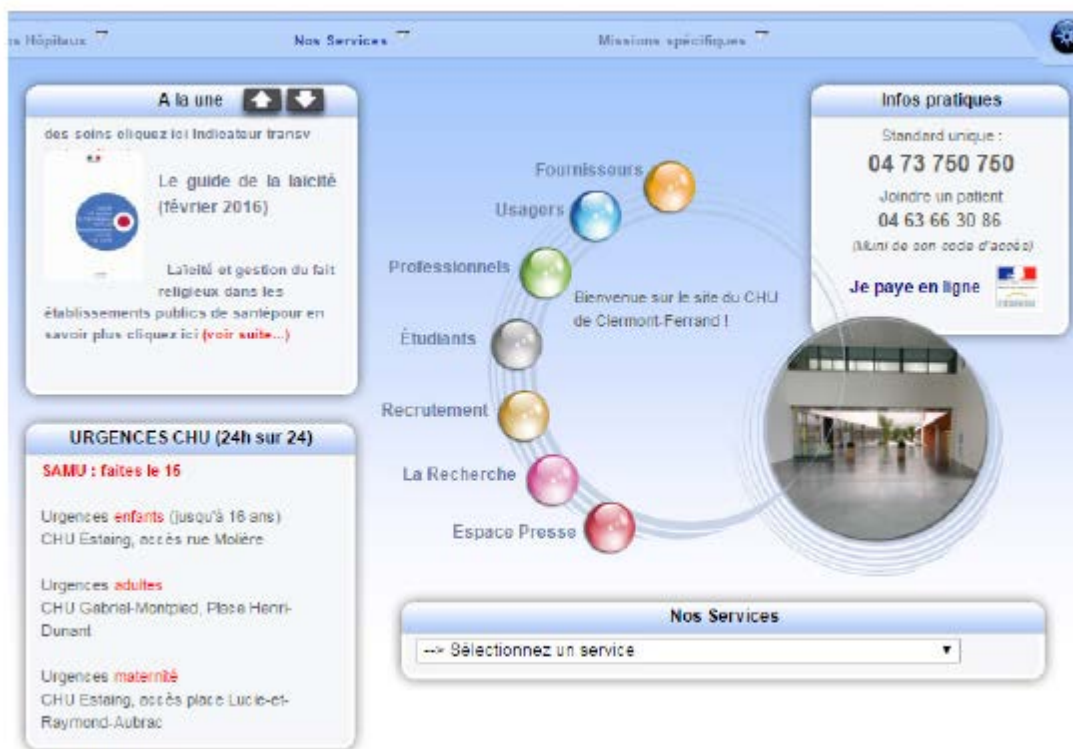 s Hôpitaux
Nos Services
Missions spécifiques
A la une
des soins cliquez ici Indicateur transv
Le guide de la laïcité
(février 2016)
Laïcité et gestion du fait
religieux dans les
établissements publics de santépour en
savoir plus cliquez ici (voir suite...)
URGENCES CHU (24h sur 24)
SAMU : faites le 15
Urgences enfants (jusqu'à 16 ans)
CHU Estaing, accès rue Molière
Urgences adultes
CHU Gabriel-Montpied, Place Henri-
Dunant
Urgences maternité
CHU Estaing, accès place Lucie-et-
Raymond-Aubrac
Fournisseurs
Usagers
Professionnels
Étudiants
Recrutement
La Recherche
Espace Presse
Bienvenue sur le site du CHU
de Clermont-Ferrand !
Infos pratiques
Standard unique :
04 73 750 750
Joindre un patient
04 63 66 30 86
(Muni de son code d'accès)
Je paye en ligne
Nos Services
--> Sélectionnez un service